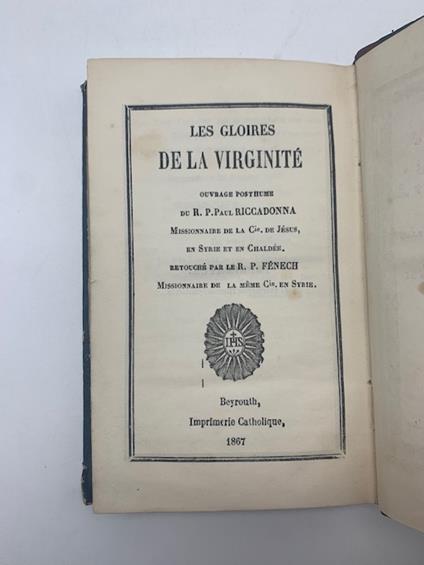 LES GLOIRES
DE LA VIRGINITÉ
OUVRAGE POSTHUME
DU R. P. PAUL RICCADONNA
MISSIONNAIRE DE LA Cie. DE JÉSUS,
EN SYRIE ET EN CHALDÉE.
RETOUCHÉ PAR LE R. P. FÉNECH
MISSIONNAIRE DE LA MÊME Cie. EN SYRIE.
IHS
Beyrouth,
Imprimerie Catholique,
1867